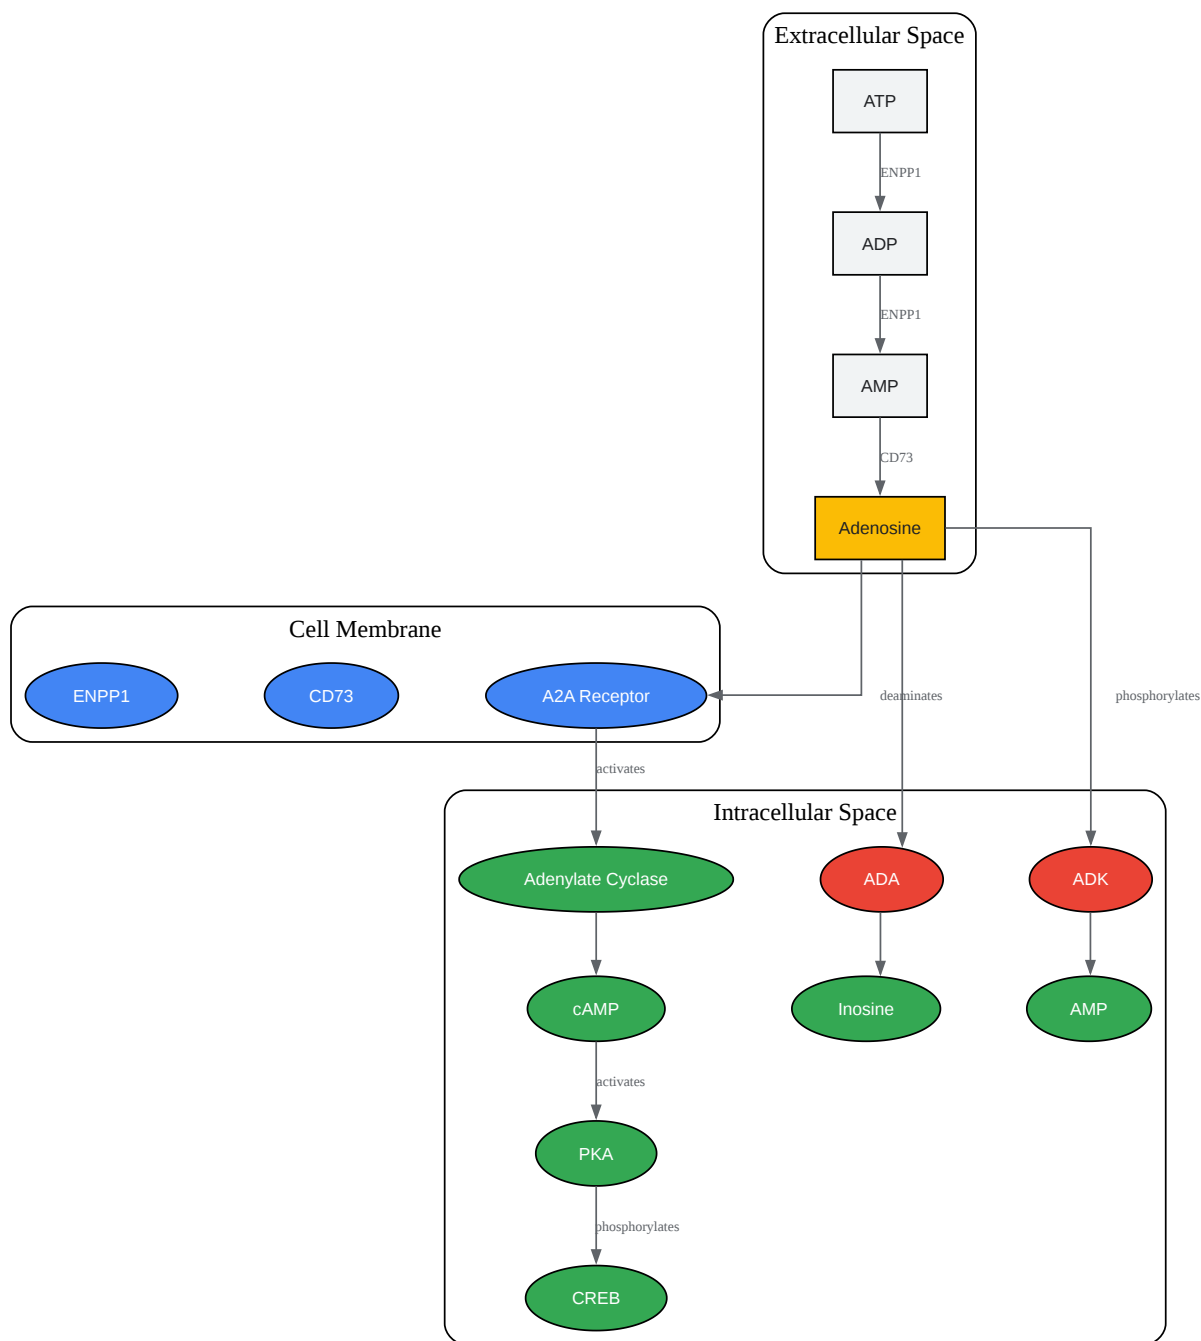 Extracellular Space
ATP
ENPP1
ADP
ENPP1
AMP
CD73
Adenosine
Cell Membrane
ENPP1
CD73
A2A Receptor
deaminates
phosphorylates
activates
Intracellular Space
Adenylate Cyclase
ADA
ADK
cAMP
Inosine
AMP
activates
PKA
phosphorylates
CREB